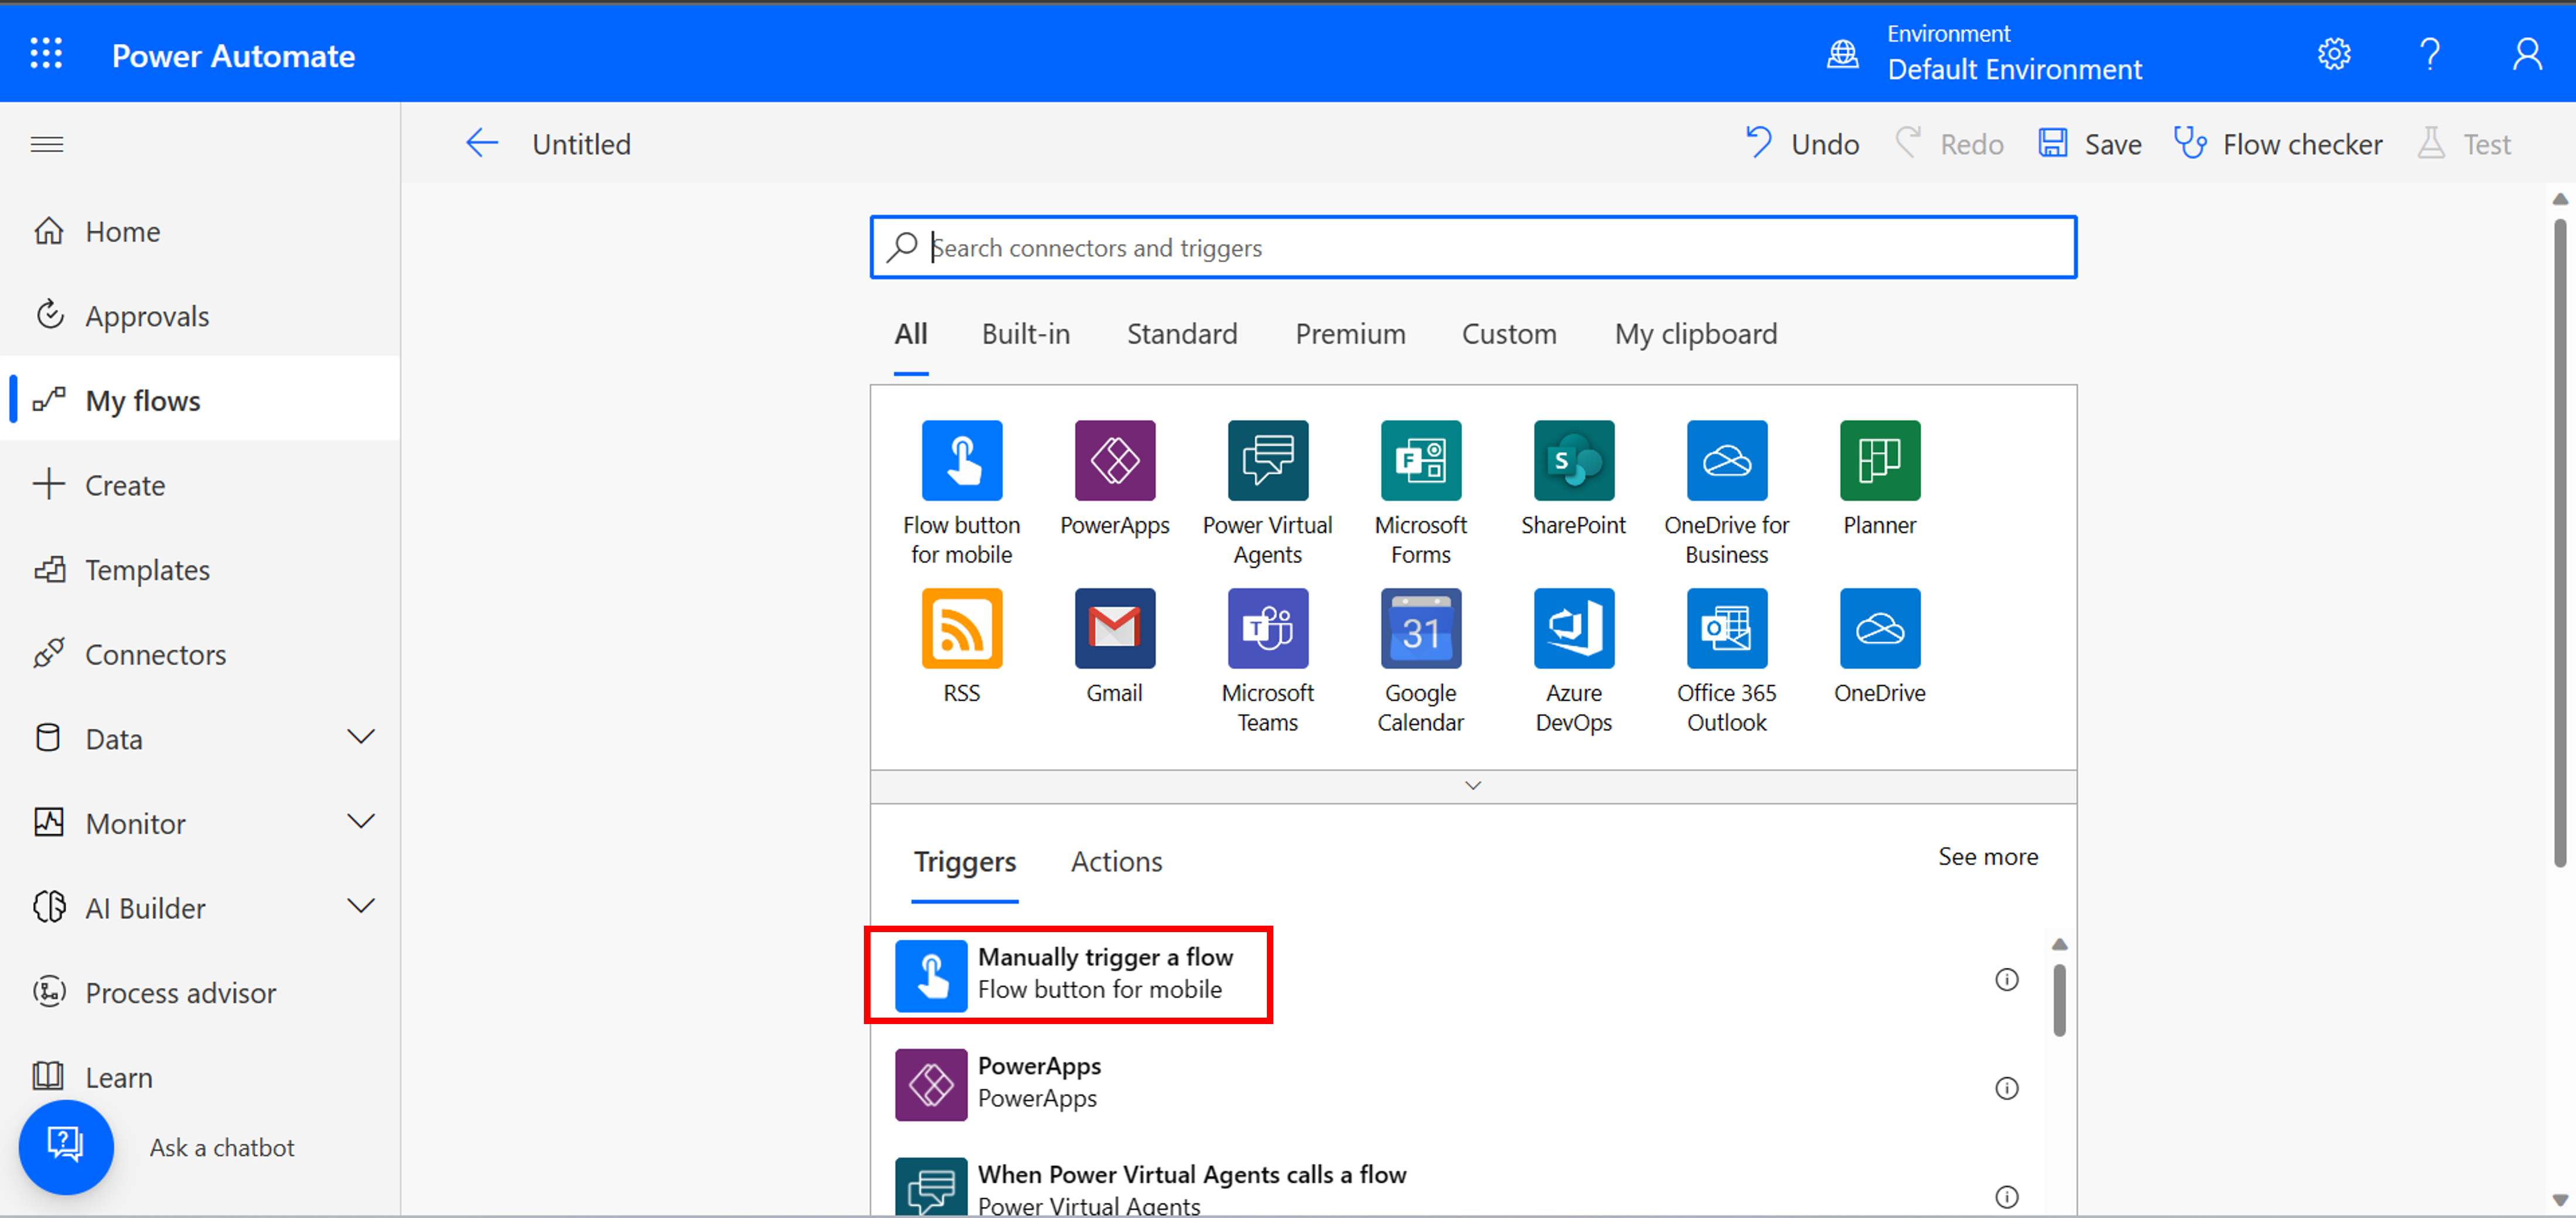 Power Automate
Environment
Default Environment
Untitled
Undo
Redo
Save
Flow checker
Test
Home
Approvals
My flows
Create
Templates
Connectors
Data
Monitor
AI Builder
Process advisor
Learn
Ask a chatbot
Search connectors and triggers
All
Built-in
Standard
Premium
Custom
My clipboard
Flow button
for mobile
PowerApps
Power Virtual
Agents
F
Microsoft
Forms
S
SharePoint
OneDrive for
Business
Planner
RSS
Gmail
T
Microsoft
Teams
31
Google
Calendar
Azure
DevOps
O
Office 365
Outlook
OneDrive
Triggers
Actions
See more
Manually trigger a flow
Flow button for mobile
PowerApps
PowerApps
When Power Virtual Agents calls a flow
Power Virtual Agents